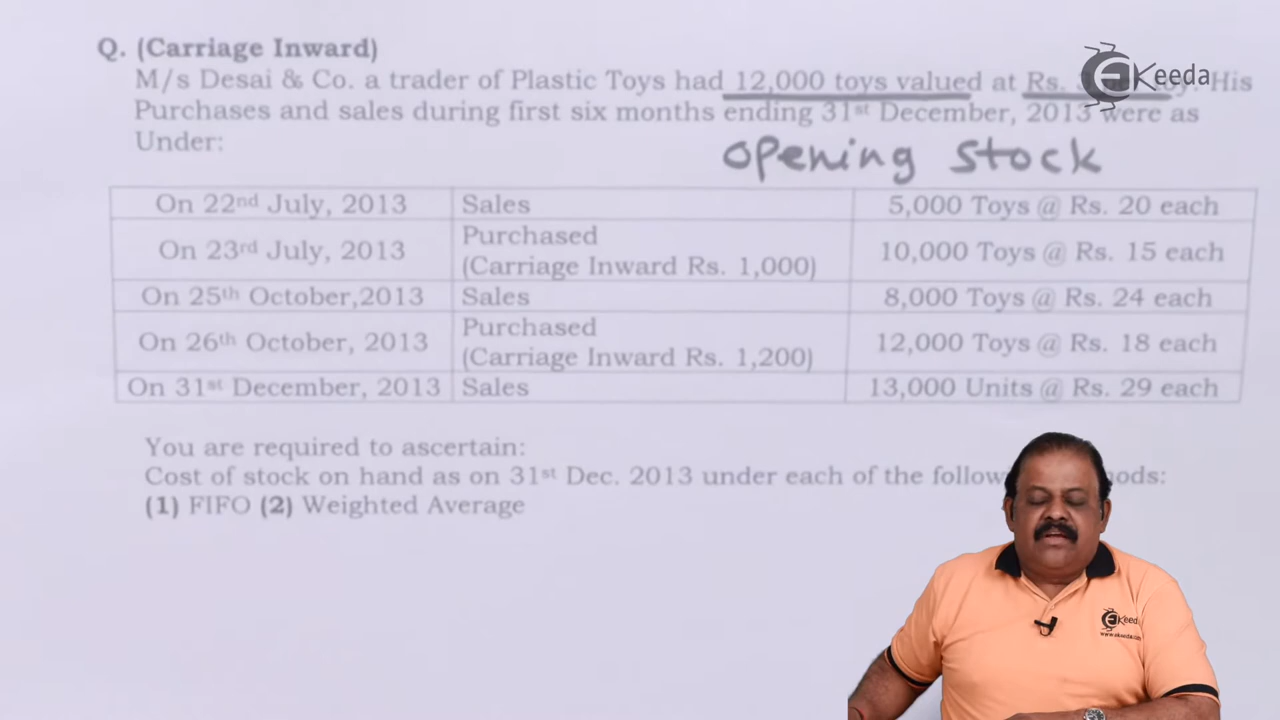 Q. (Carriage Inward)
M/s Desai & Co. a trader of Plastic Toys had 12,000 toys valued at Rs. His
Purchases and sales during first six months ending 31st December, 2013 were as
Under:
opening stock
On 22nd July, 2013 Sales 5,000 Toys @ Rs. 20 each
On 23rd July, 2013 Purchased (Carriage Inward Rs. 1,000) 10,000 Toys @ Rs. 15 each
On 25th October,2013 Sales 8,000 Toys @ Rs. 24 each
On 26th October, 2013 Purchased (Carriage Inward Rs. 1,200) 12,000 Toys @ Rs. 18 each
On 31st December, 2013 Sales 13,000 Units @ Rs. 29 each
You are required to ascertain:
Cost of stock on hand as on 31st Dec. 2013 under each of the
(1) FIFO (2) Weighted Average
eKeeda
eKeeda
www.ekeeda.com